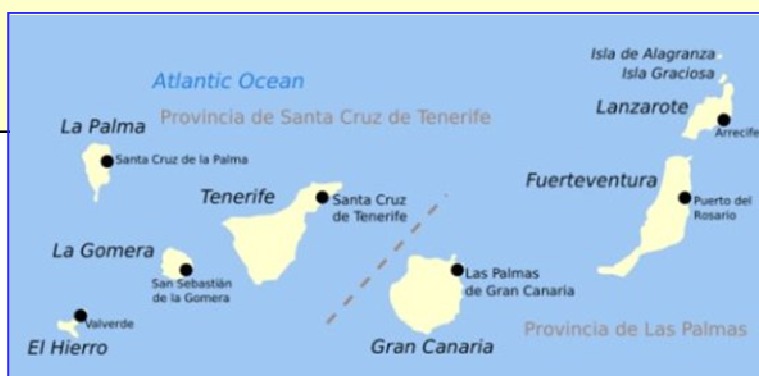 Isla de Alagranza
Isla Graciosa
Atlantic Ocean
Lanzarote
Provincia de Santa Cruz de Tenerife
La Palma
Arrecife
Santa Cruz de la Palma
Fuerteventura
Tenerife
Santa Cruz
de Tenerife
Puerto del
Rosario
La Gomera
San Sebastián
de la Gomera
Las Palmas
de Gran Canaria
Valverde
Provincia de Las Palmas
El Hierro
Gran Canaria